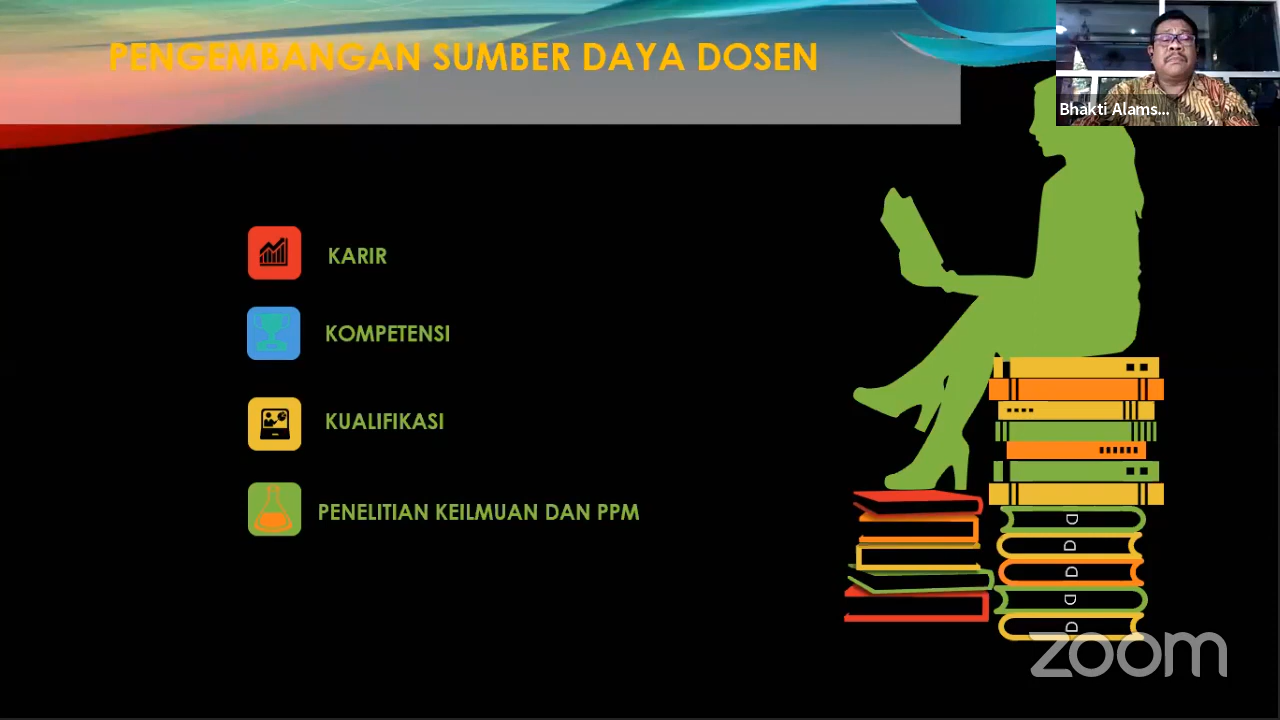 PENGEMBANGAN SUMBER DAYA DOSEN
Bhakti Alams...
KARIR
KOMPETENSI
KUALIFIKASI
PENELITIAN KEILMUAN DAN PPM
D
D
D
D
D
zoom